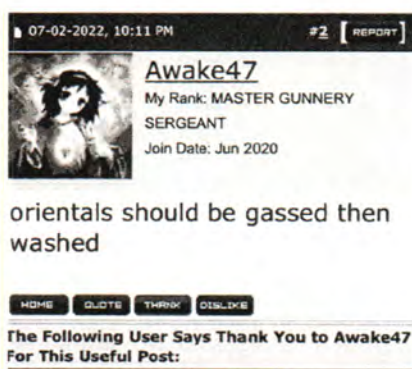 07-02-2022, 10:11 PM #2 [REPORT]
Awake47
My Rank: MASTER GUNNERY
SERGEANT
Join Date: Jun 2020
orientals should be gassed then
washed
HOME QUOTE THANK DISLIKE
The Following User Says Thank You to Awake47
For This Useful Post: